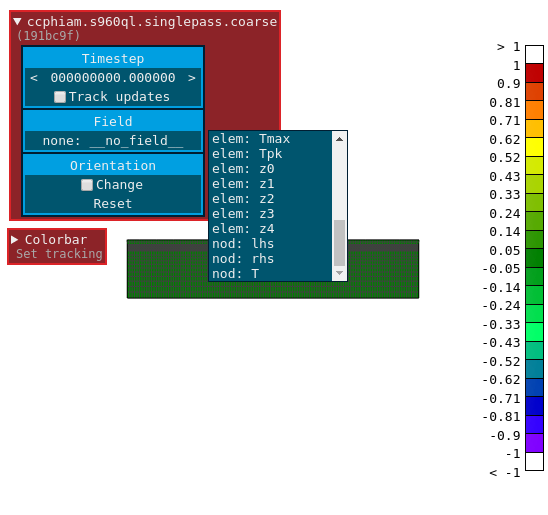 ccphiam.s960ql.singlepass.coarse
(191bc9f)
Timestep
< 000000000.000000 >
Track updates
Field
none: __no_field__
Orientation
Change
Reset
elem: Tmax
elem: Tpk
elem: z0
elem: z1
elem: z2
elem: z3
elem: z4
nod: lhs
nod: rhs
nod: T
Colorbar
Set tracking
> 1
1
0.9
0.81
0.71
0.62
0.52
0.43
0.33
0.24
0.14
0.05
-0.05
-0.14
-0.24
-0.33
-0.43
-0.52
-0.62
-0.71
-0.81
-0.9
-1
< -1